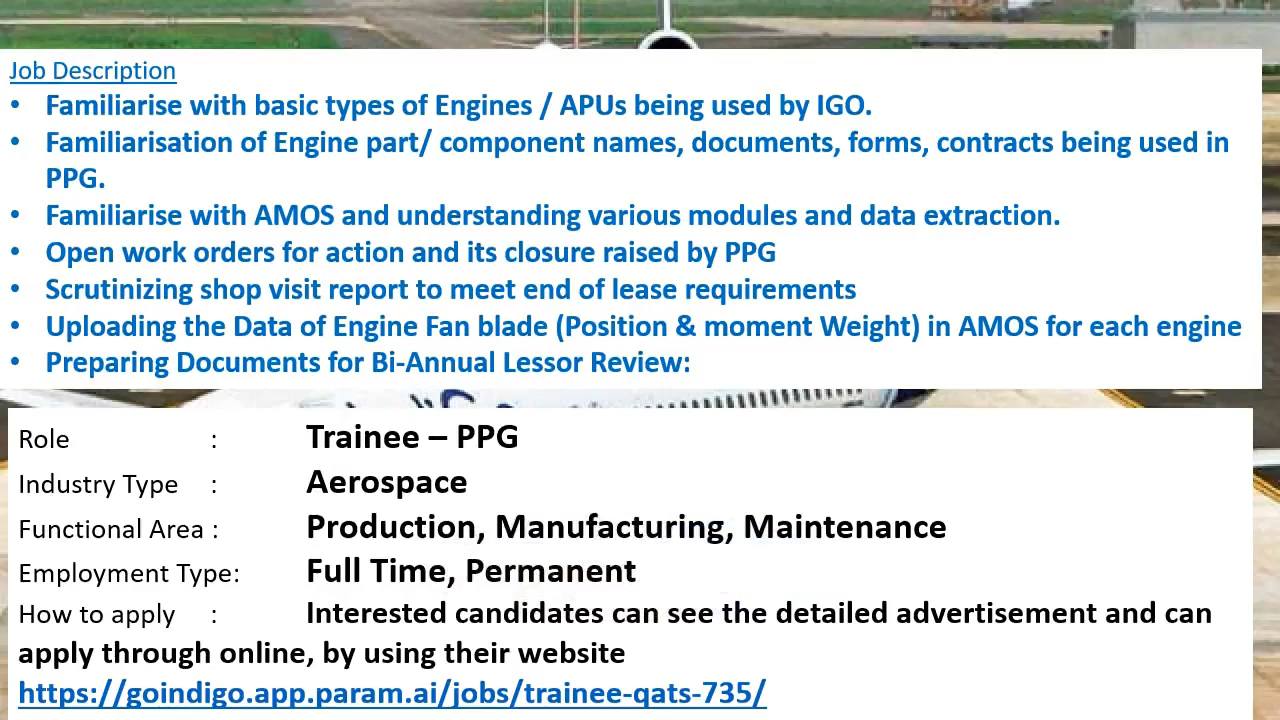 Job Description
• Familiarise with basic types of Engines / APUs being used by IGO.
• Familiarisation of Engine part/ component names, documents, forms, contracts being used in
PPG.
• Familiarise with AMOS and understanding various modules and data extraction.
• Open work orders for action and its closure raised by PPG
• Scrutinizing shop visit report to meet end of lease requirements
• Uploading the Data of Engine Fan blade (Position & moment Weight) in AMOS for each engine
• Preparing Documents for Bi-Annual Lessor Review:
Role : Trainee – PPG
Industry Type : Aerospace
Functional Area : Production, Manufacturing, Maintenance
Employment Type: Full Time, Permanent
How to apply : Interested candidates can see the detailed advertisement and can
apply through online, by using their website
https://goindigo.app.param.ai/jobs/trainee-qats-735/